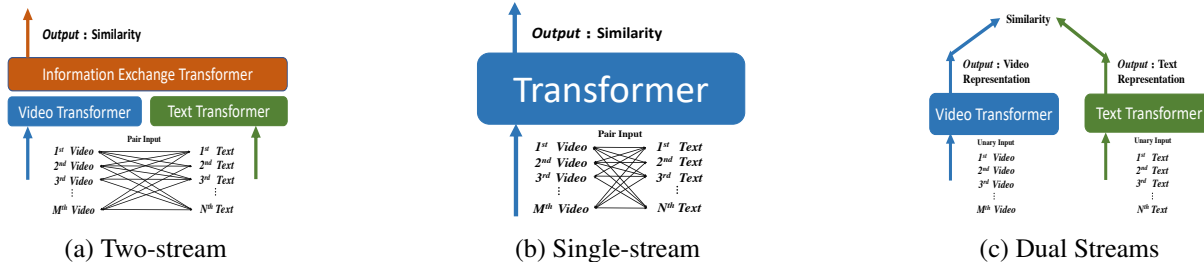 Output : Similarity
Information Exchange Transformer
Video Transformer Text Transformer
Pair Input
1st Video 1st Text
2nd Video 2nd Text
3rd Video 3rd Text
⋮ ⋮
Mth Video Nth Text
(a) Two-stream
Output : Similarity
Transformer
Pair Input
1st Video 1st Text
2nd Video 2nd Text
3rd Video 3rd Text
⋮ ⋮
Mth Video Nth Text
(b) Single-stream
Similarity
Output : Video
Representation
Output : Text
Representation
Video Transformer Text Transformer
Unary Input Unary Input
1st Video 1st Text
2nd Video 2nd Text
3rd Video 3rd Text
⋮ ⋮
Mth Video Nth Text
(c) Dual Streams